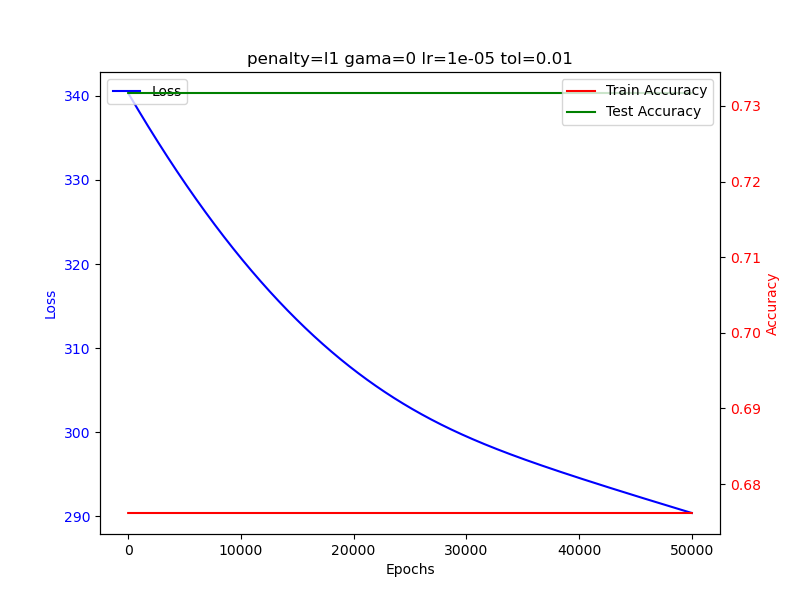 penalty=l1 gama=0 lr=1e-05 tol=0.01
Loss
Train Accuracy
Test Accuracy
340
330
320
310
300
290
Loss
0.73
0.72
0.71
0.70
0.69
0.68
Accuracy
0
10000
20000
30000
40000
50000
Epochs